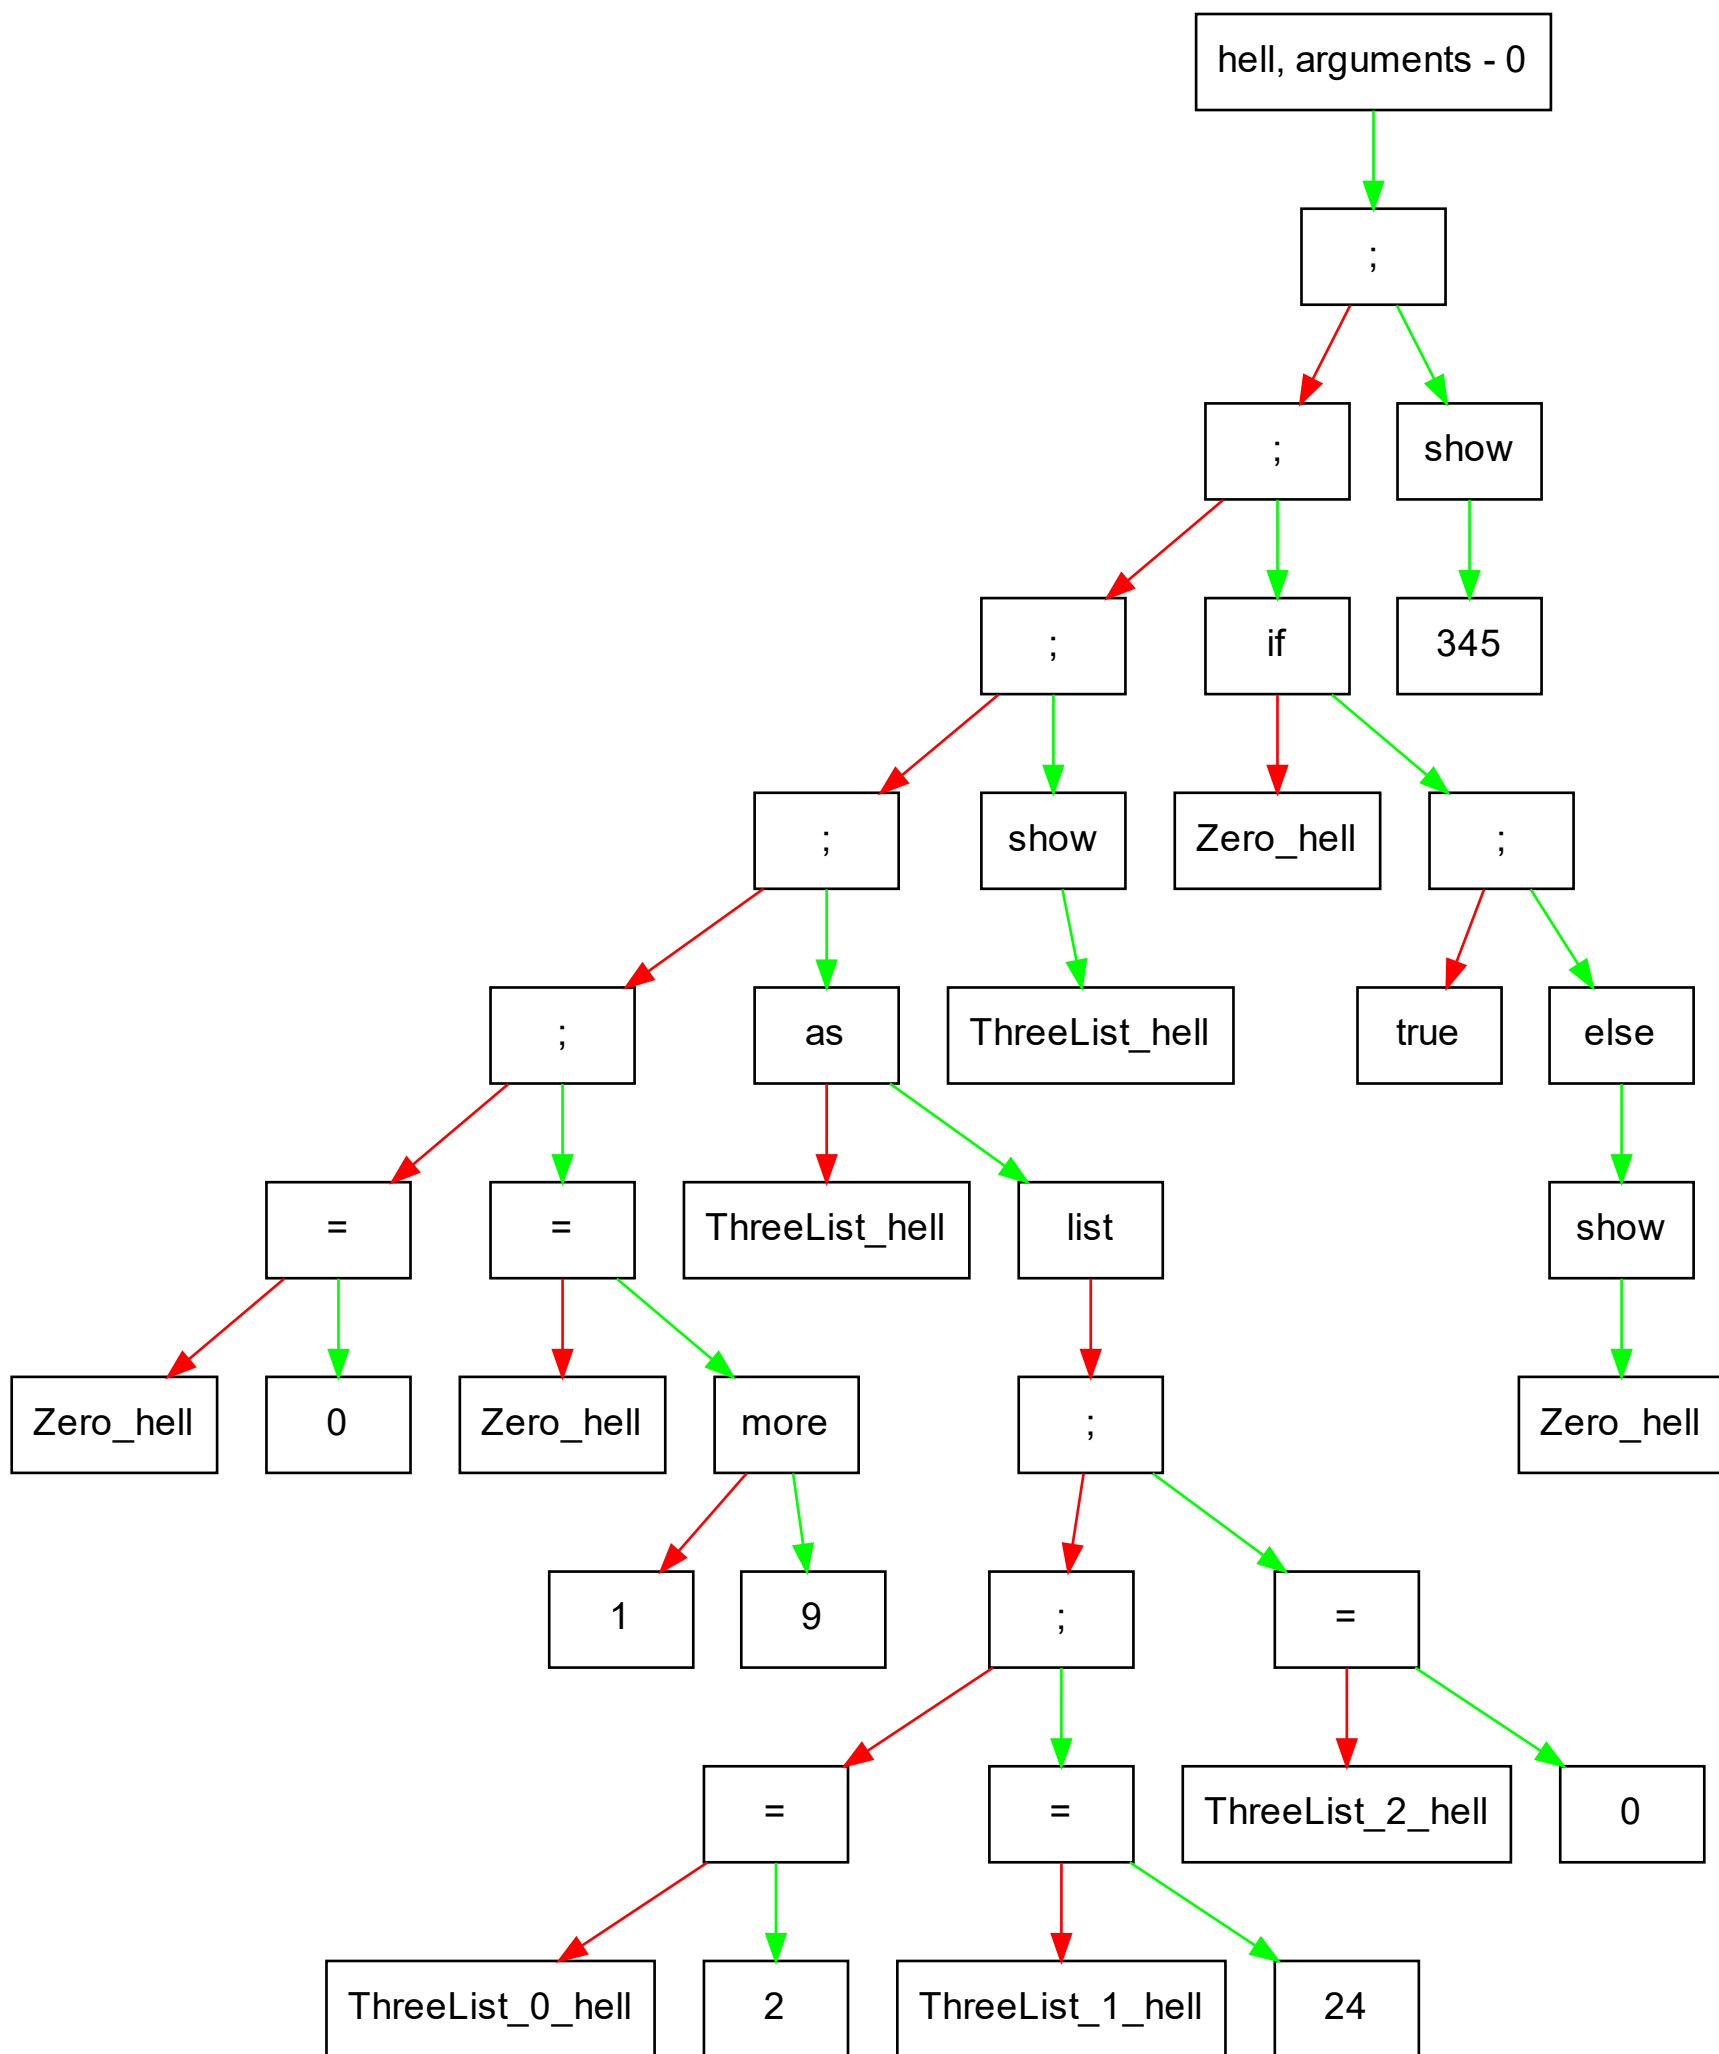 hell, arguments - 0
;
;
show
;
if
345
;
show
Zero_hell
;
;
as
ThreeList_hell
true
else
=
=
ThreeList_hell
list
show
Zero_hell
0
Zero_hell
more
;
Zero_hell
1
9
;
=
=
=
ThreeList_2_hell
0
ThreeList_0_hell
2
ThreeList_1_hell
24